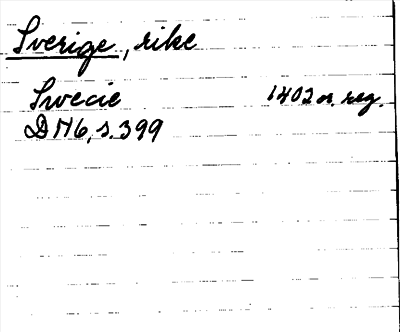 Sverige, rike
Swecie 1402 or. reg.
DN6, s. 399